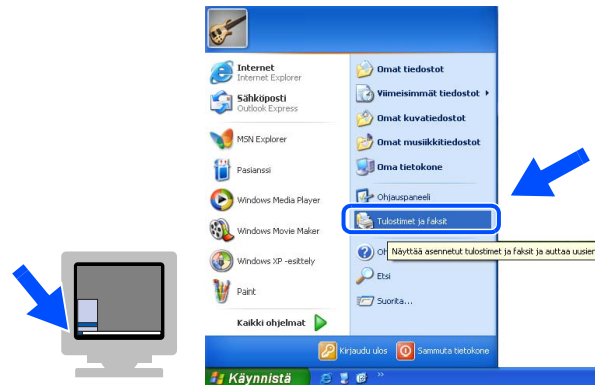 Internet
Internet Explorer
Sähköposti
Outlook Express
MSN Explorer
Pasianssi
Windows Media Player
Windows Movie Maker
Windows XP -esittely
Paint
Kaikki ohjelmat
Omat tiedostot
Viimeisimmät tiedostot
Omat kuvatiedostot
Omat musiikkitiedostot
Oma tietokone
Ohjauspaneeli
Tulostimet ja faksit
Näyttää asennetut tulostimet ja faksit ja auttaa uusien
Etsi
Suorita...
Kirjaudu ulos
Sammuta tietokone
Käynnistä